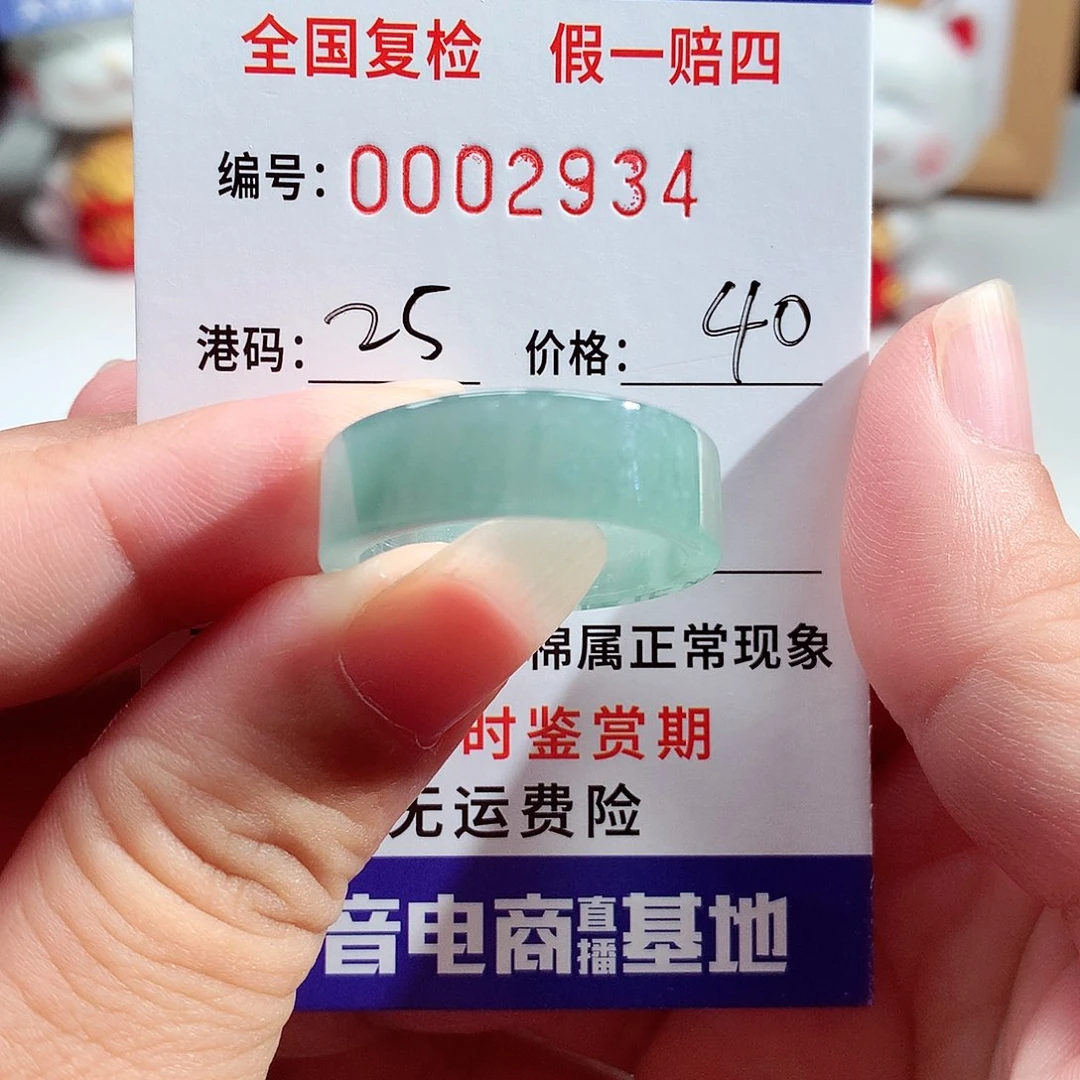 全国复检 假一赔四
编号：0002934
港码：25 价格：40
棉属正常现象
时鉴赏期
无运费险
音电商直播基地